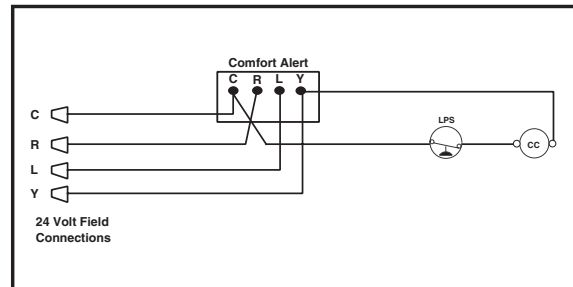 Comfort Alert
C R L Y
C
R
L
Y
LPS
CC
24 Volt Field
Connections